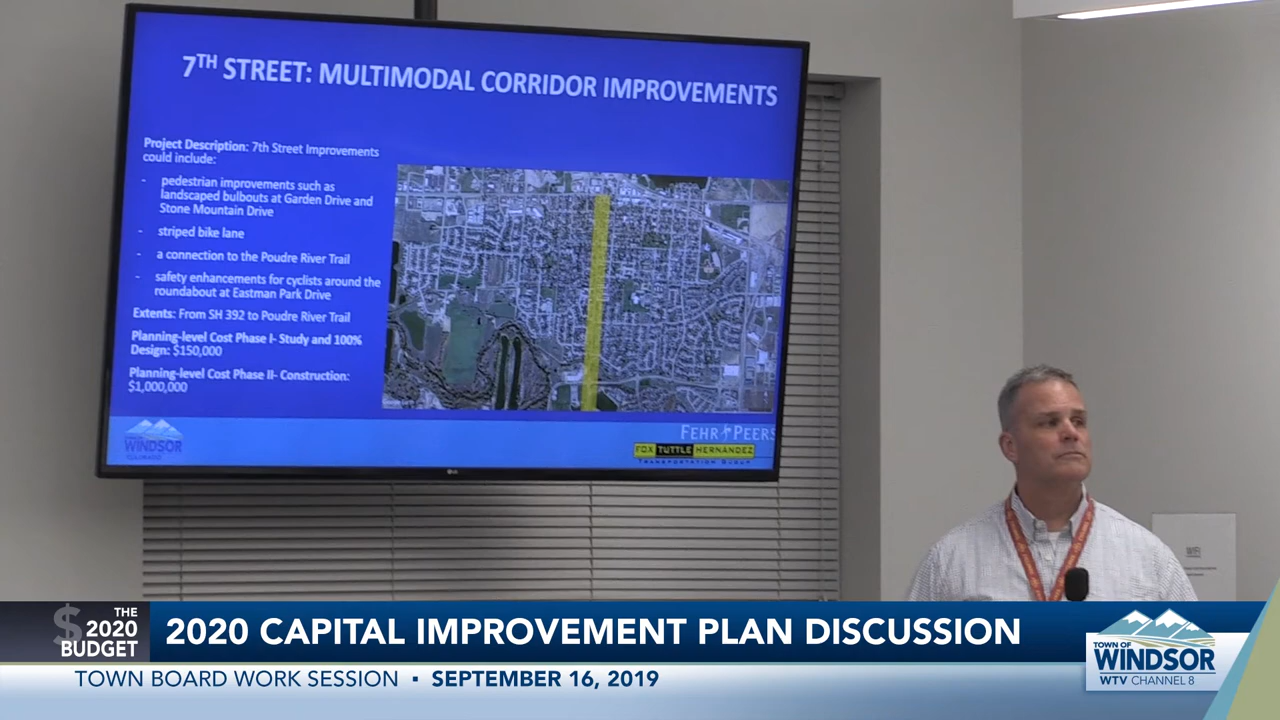 7TH STREET: MULTIMODAL CORRIDOR IMPROVEMENTS
Project Description: 7th Street Improvements
could include:
- pedestrian improvements such as
landscaped bulbouts at Garden Drive and
Stone Mountain Drive
- striped bike lane
- a connection to the Poudre River Trail
- safety enhancements for cyclists around the
roundabout at Eastman Park Drive
Extents: From SH 392 to Poudre River Trail
Planning-level Cost Phase I- Study and 100%
Design: $150,000
Planning-level Cost Phase II- Construction:
$1,000,000
WINDSOR
COLORADO
FEHR PEERS
FOX TUTTLE HERNANDEZ
TRANSPORTATION GROUP
LG
WiFi
$ THE
2020
BUDGET
2020 CAPITAL IMPROVEMENT PLAN DISCUSSION
TOWN BOARD WORK SESSION ▪ SEPTEMBER 16, 2019
TOWN OF
WINDSOR
WTV CHANNEL 8